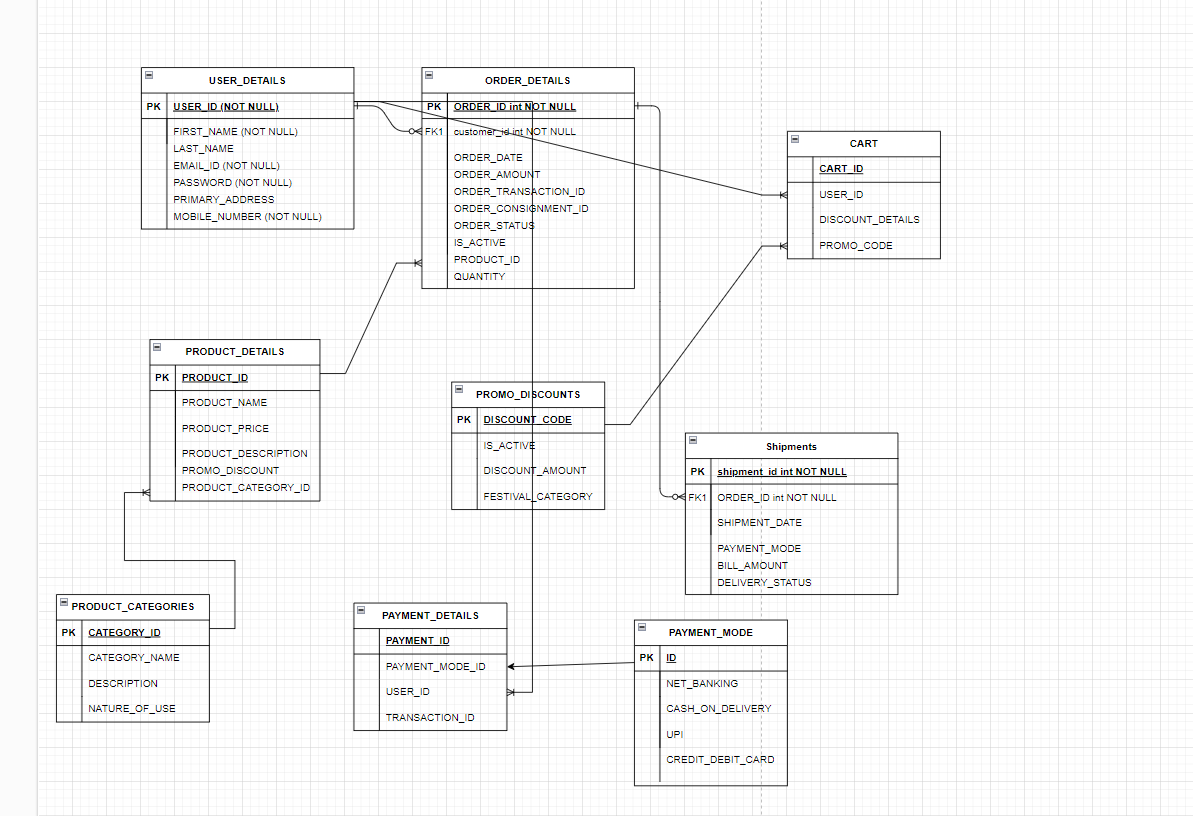 USER_DETAILS
PK USER_ID (NOT NULL)
FIRST_NAME (NOT NULL)
LAST_NAME
EMAIL_ID (NOT NULL)
PASSWORD (NOT NULL)
PRIMARY_ADDRESS
MOBILE_NUMBER (NOT NULL)
ORDER_DETAILS
PK ORDER_ID int NOT NULL
FK1 customer_id int NOT NULL
ORDER_DATE
ORDER_AMOUNT
ORDER_TRANSACTION_ID
ORDER_CONSIGNMENT_ID
ORDER_STATUS
IS_ACTIVE
PRODUCT_ID
QUANTITY
CART
CART_ID
USER_ID
DISCOUNT_DETAILS
PROMO_CODE
PRODUCT_DETAILS
PK PRODUCT_ID
PRODUCT_NAME
PRODUCT_PRICE
PRODUCT_DESCRIPTION
PROMO_DISCOUNT
PRODUCT_CATEGORY_ID
PROMO_DISCOUNTS
PK DISCOUNT_CODE
IS_ACTIVE
DISCOUNT_AMOUNT
FESTIVAL_CATEGORY
Shipments
PK shipment_id int NOT NULL
FK1 ORDER_ID int NOT NULL
SHIPMENT_DATE
PAYMENT_MODE
BILL_AMOUNT
DELIVERY_STATUS
PRODUCT_CATEGORIES
PK CATEGORY_ID
CATEGORY_NAME
DESCRIPTION
NATURE_OF_USE
PAYMENT_DETAILS
PAYMENT_ID
PAYMENT_MODE_ID
USER_ID
TRANSACTION_ID
PAYMENT_MODE
PK ID
NET_BANKING
CASH_ON_DELIVERY
UPI
CREDIT_DEBIT_CARD